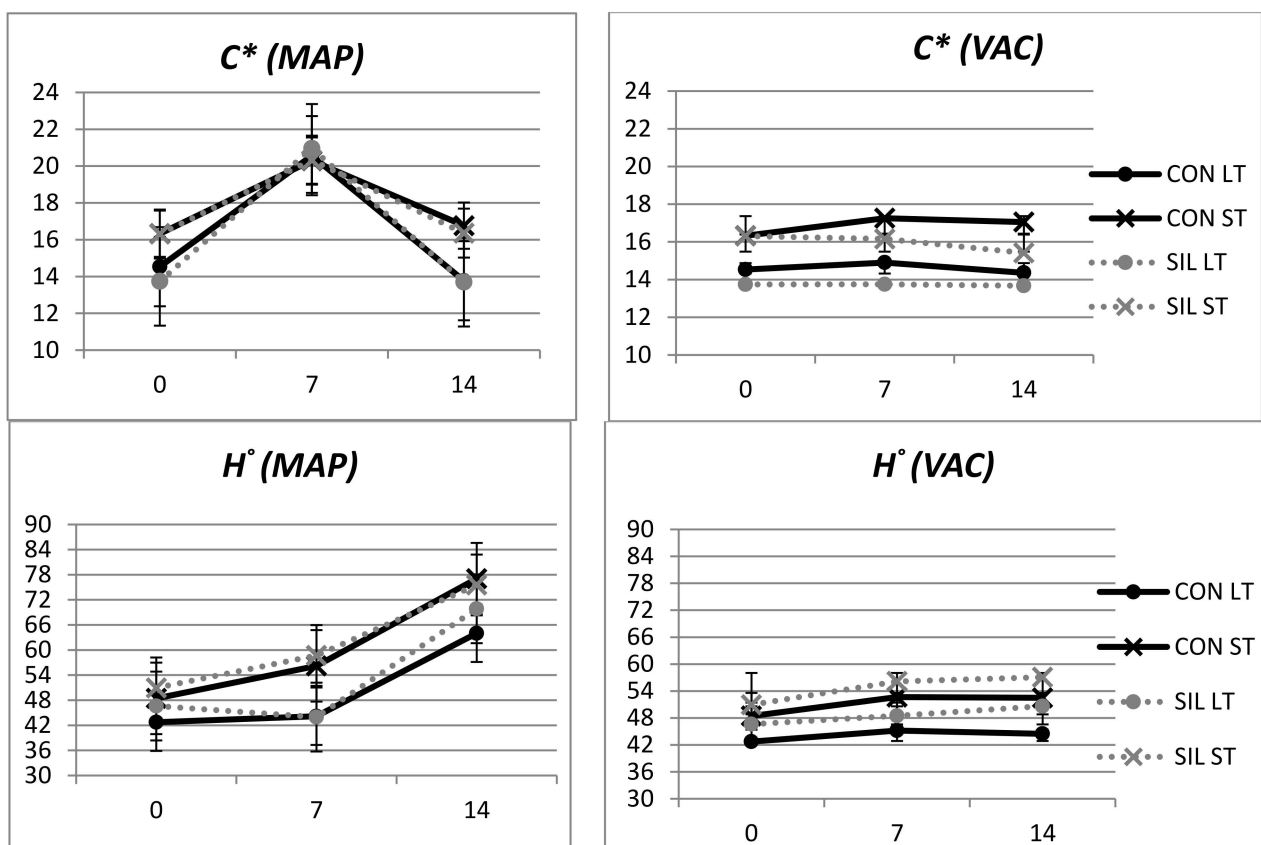 C* (MAP)
24
22
20
18
16
14
12
10
0 7 14
C* (VAC)
24
22
20
18
16
14
12
10
0 7 14
CON LT
CON ST
SIL LT
SIL ST
H° (MAP)
90
84
78
72
66
60
54
48
42
36
30
0 7 14
H° (VAC)
90
84
78
72
66
60
54
48
42
36
30
0 7 14
CON LT
CON ST
SIL LT
SIL ST